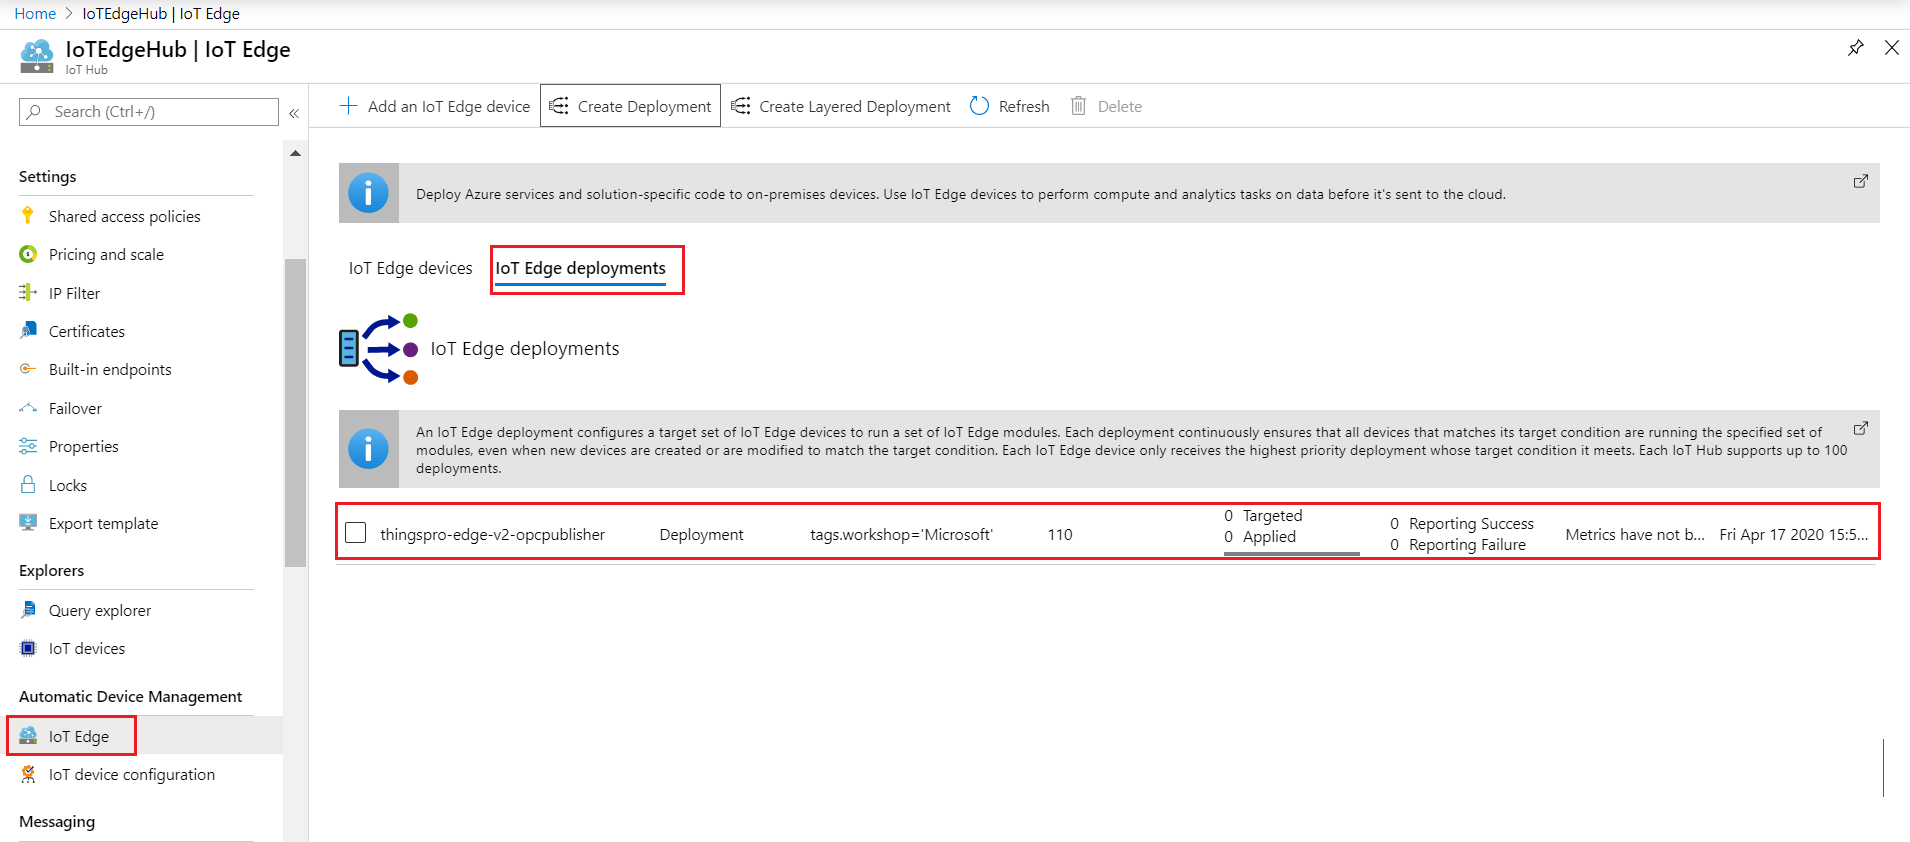 Home > IoTEdgeHub | IoT Edge
IoTEdgeHub | IoT Edge
IoT Hub
Search (Ctrl+/)
«
Settings
Shared access policies
Pricing and scale
IP Filter
Certificates
Built-in endpoints
Failover
Properties
Locks
Export template
Explorers
Query explorer
IoT devices
Automatic Device Management
IoT Edge
IoT device configuration
Messaging
Add an IoT Edge device Create Deployment Create Layered Deployment Refresh Delete
Deploy Azure services and solution-specific code to on-premises devices. Use IoT Edge devices to perform compute and analytics tasks on data before it's sent to the cloud.
IoT Edge devices IoT Edge deployments
IoT Edge deployments
An IoT Edge deployment configures a target set of IoT Edge devices to run a set of IoT Edge modules. Each deployment continuously ensures that all devices that matches its target condition are running the specified set of
modules, even when new devices are created or are modified to match the target condition. Each IoT Edge device only receives the highest priority deployment whose target condition it meets. Each IoT Hub supports up to 100
deployments.
thingspro-edge-v2-opcpublisher Deployment tags.workshop='Microsoft' 110
0 Targeted
0 Applied
0 Reporting Success
0 Reporting Failure
Metrics have not b... Fri Apr 17 2020 15:5...